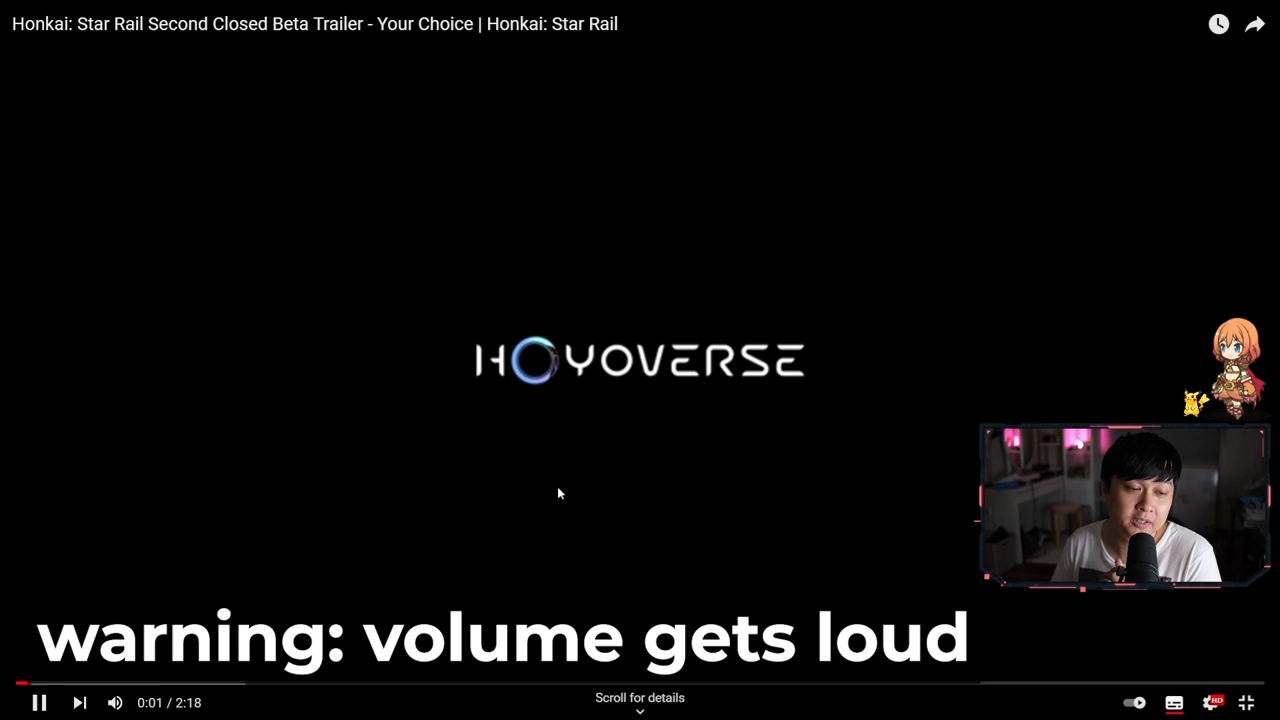 Honkai: Star Rail Second Closed Beta Trailer - Your Choice | Honkai: Star Rail
HOYOVERSE
warning: volume gets loud
Scroll for details
0:01 / 2:18
HD